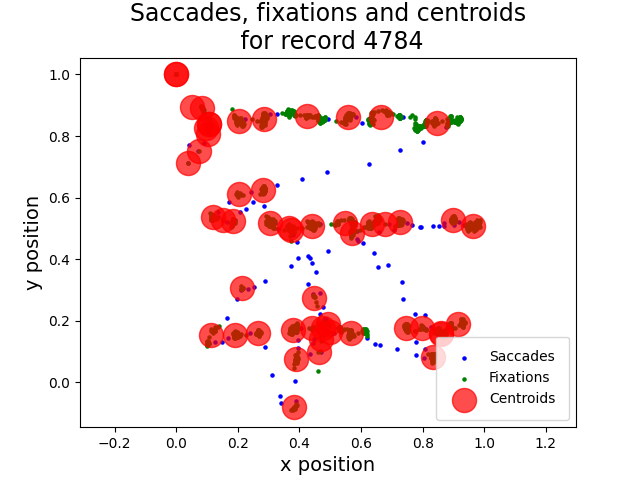 Saccades, fixations and centroids
for record 4784
y position
1.0
0.8
0.6
0.4
0.2
0.0
−0.2
0.0
0.2
0.4
0.6
0.8
1.0
1.2
x position
Saccades
Fixations
Centroids